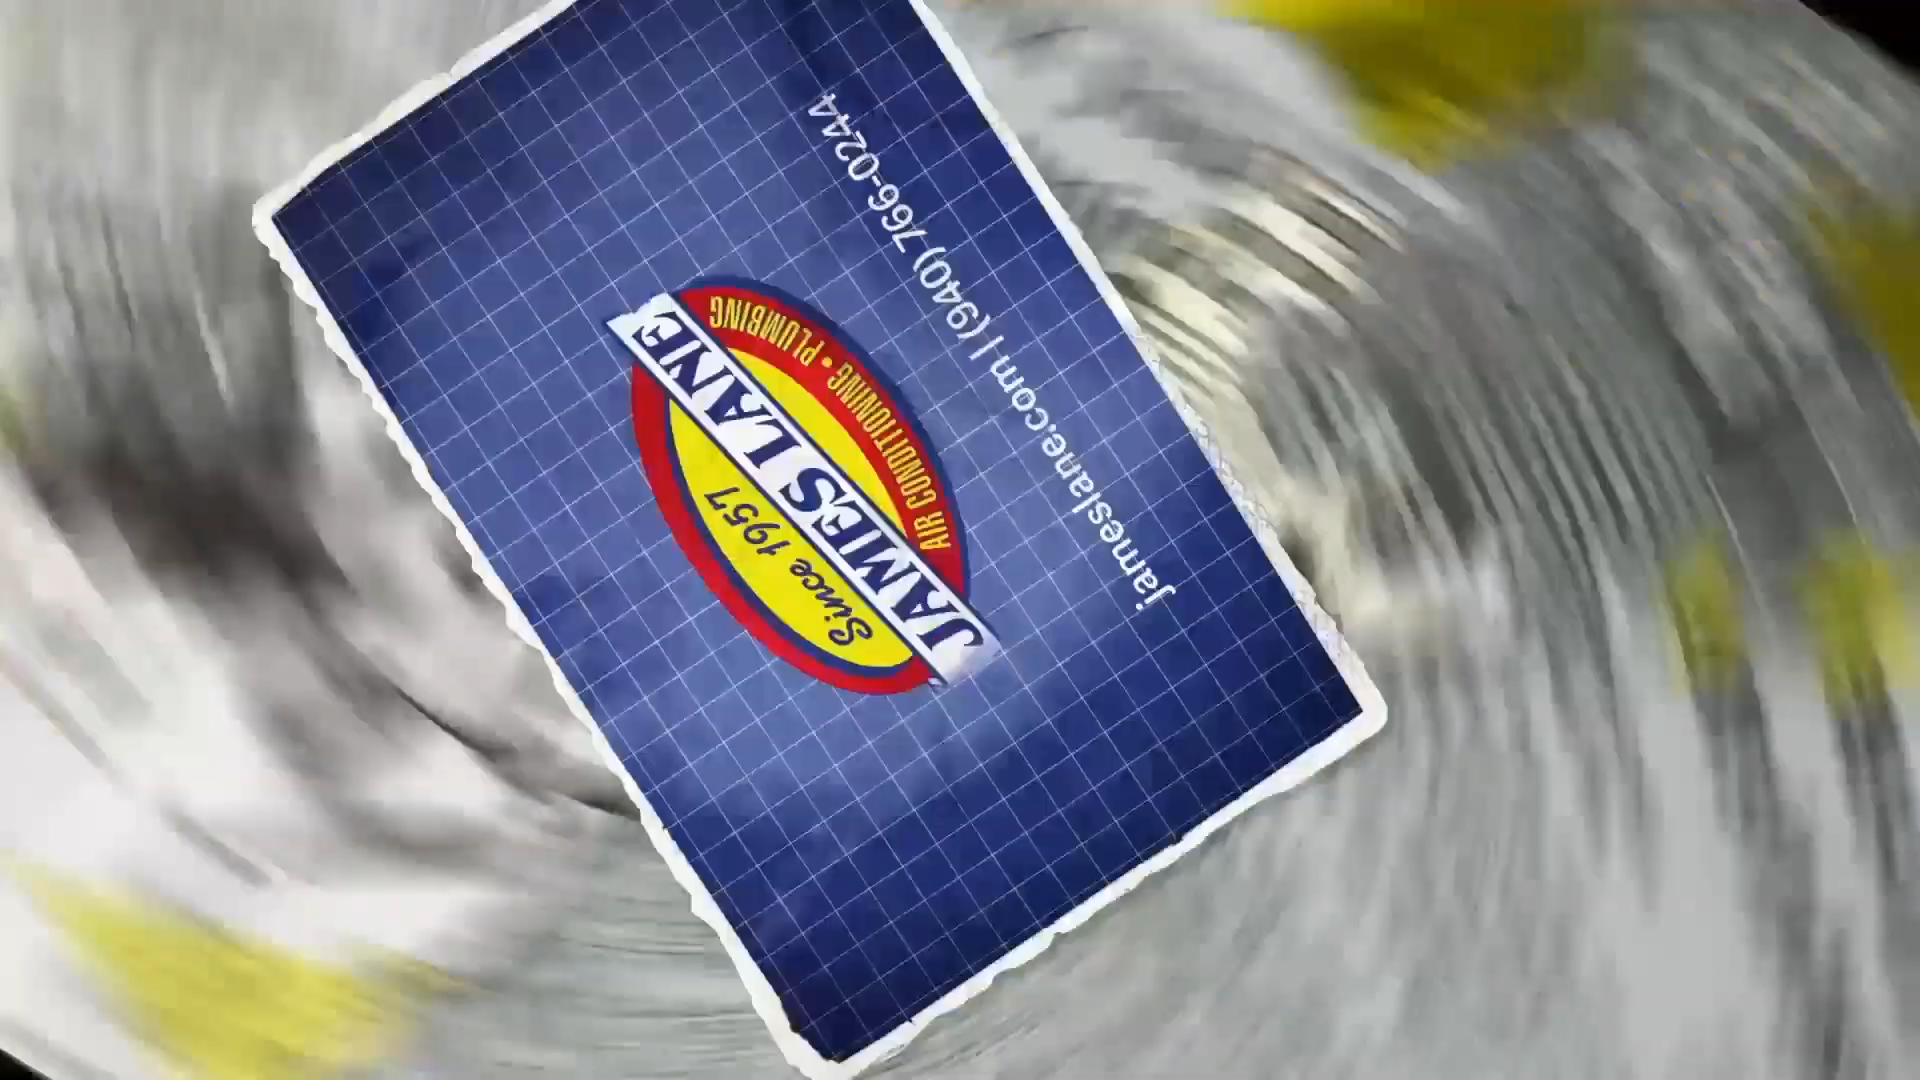 AIR CONDITIONING • PLUMBING
JAMES LANE
Since 1957
jameslane.com | (940) 766-0244